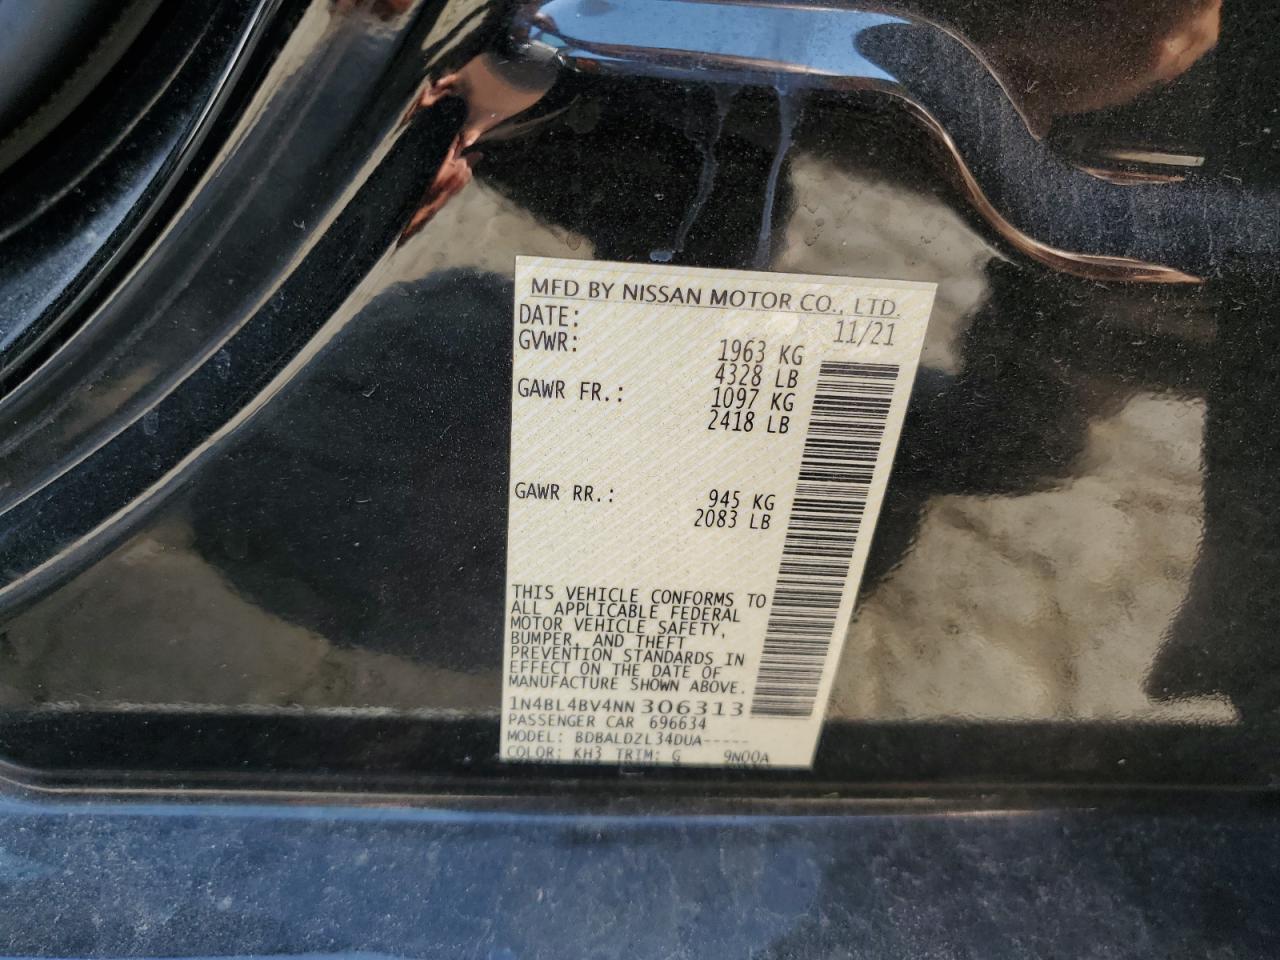 MFD BY NISSAN MOTOR CO., LTD.
DATE: 11/21
GVWR: 1963 KG
4328 LB
GAWR FR.: 1097 KG
2418 LB
GAWR RR.: 945 KG
2083 LB
THIS VEHICLE CONFORMS TO
ALL APPLICABLE FEDERAL
MOTOR VEHICLE SAFETY,
BUMPER, AND THEFT
PREVENTION STANDARDS IN
EFFECT ON THE DATE OF
MANUFACTURE SHOWN ABOVE.
1N4BL4BV4NN306313
PASSENGER CAR 696634
MODEL: BDBALDZL34DUA-----
COLOR: KH3 TRIM: G 9N00A